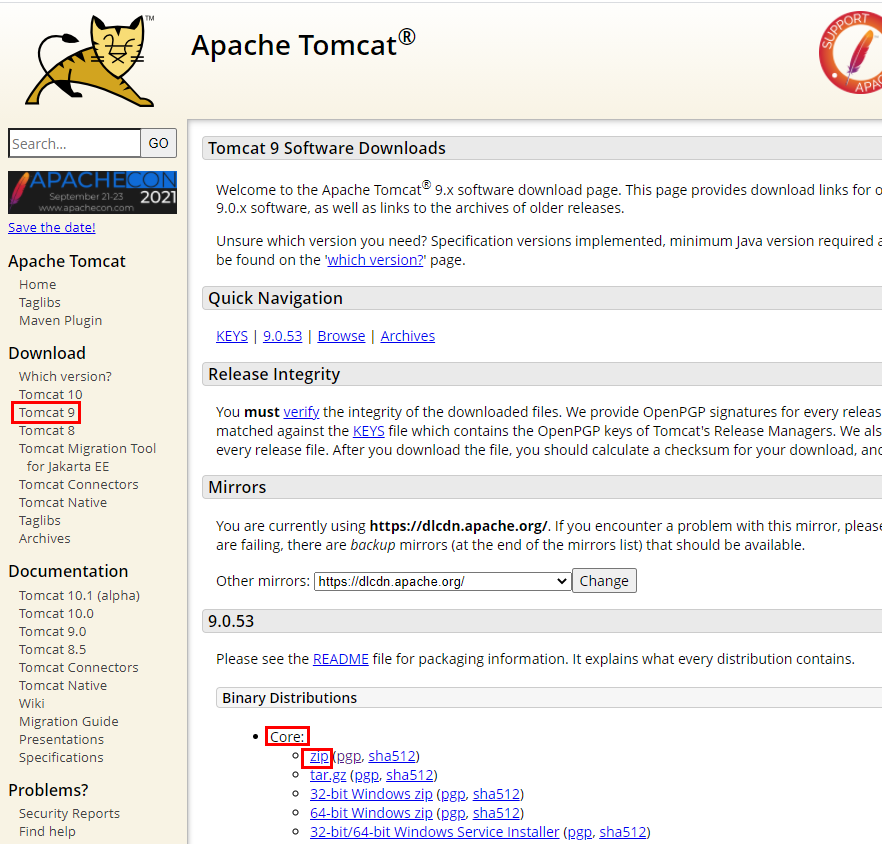 TM
Apache Tomcat®
SUPPORT
APA
Search...
GO
APACHECON
September 21-23
2021
www.apachecon.com
Save the date!
Apache Tomcat
Home
Taglibs
Maven Plugin
Download
Which version?
Tomcat 10
Tomcat 9
Tomcat 8
Tomcat Migration Tool
for Jakarta EE
Tomcat Connectors
Tomcat Native
Taglibs
Archives
Documentation
Tomcat 10.1 (alpha)
Tomcat 10.0
Tomcat 9.0
Tomcat 8.5
Tomcat Connectors
Tomcat Native
Wiki
Migration Guide
Presentations
Specifications
Problems?
Security Reports
Find help
Tomcat 9 Software Downloads
Welcome to the Apache Tomcat® 9.x software download page. This page provides download links for o
9.0.x software, as well as links to the archives of older releases.
Unsure which version you need? Specification versions implemented, minimum Java version required a
be found on the 'which version?' page.
Quick Navigation
KEYS | 9.0.53 | Browse | Archives
Release Integrity
You must verify the integrity of the downloaded files. We provide OpenPGP signatures for every releas
matched against the KEYS file which contains the OpenPGP keys of Tomcat's Release Managers. We als
every release file. After you download the file, you should calculate a checksum for your download, and
Mirrors
You are currently using https://dlcdn.apache.org/. If you encounter a problem with this mirror, please
are failing, there are backup mirrors (at the end of the mirrors list) that should be available.
Other mirrors: https://dlcdn.apache.org/ Change
9.0.53
Please see the README file for packaging information. It explains what every distribution contains.
Binary Distributions
Core:
zip (pgp, sha512)
tar.gz (pgp, sha512)
32-bit Windows zip (pgp, sha512)
64-bit Windows zip (pgp, sha512)
32-bit/64-bit Windows Service Installer (pgp, sha512)